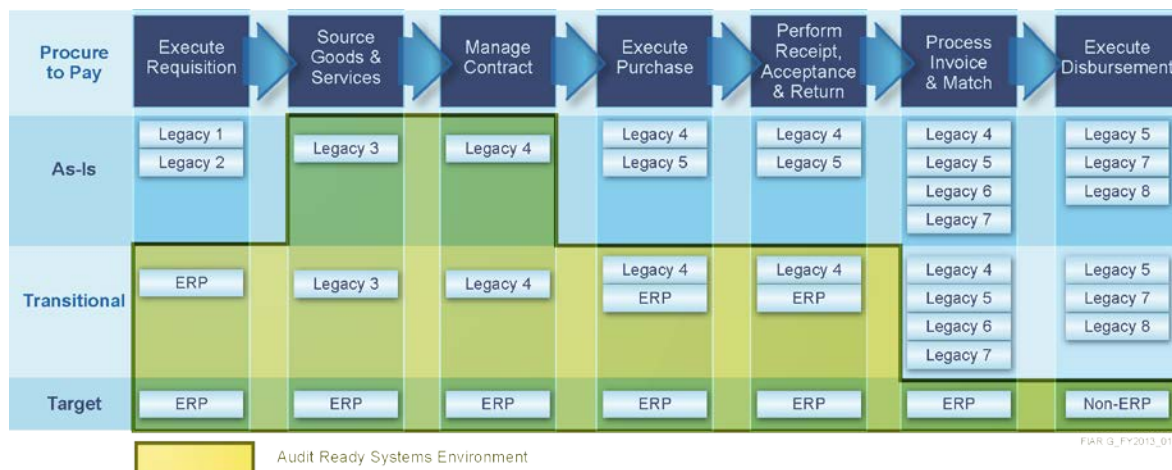 Procure
to Pay
Execute
Requisition
Source
Goods &
Services
Manage
Contract
Execute
Purchase
Perform
Receipt,
Acceptance
& Return
Process
Invoice
& Match
Execute
Disbursement
As-Is
Legacy 1
Legacy 2
Legacy 3
Legacy 4
Legacy 4
Legacy 5
Legacy 4
Legacy 5
Legacy 4
Legacy 5
Legacy 6
Legacy 7
Legacy 5
Legacy 7
Legacy 8
Transitional
ERP
Legacy 3
Legacy 4
Legacy 4
ERP
Legacy 4
ERP
Legacy 4
Legacy 5
Legacy 6
Legacy 7
Legacy 5
Legacy 7
Legacy 8
Target
ERP
ERP
ERP
ERP
ERP
ERP
Non-ERP
FIAR G_FY2013_01
Audit Ready Systems Environment